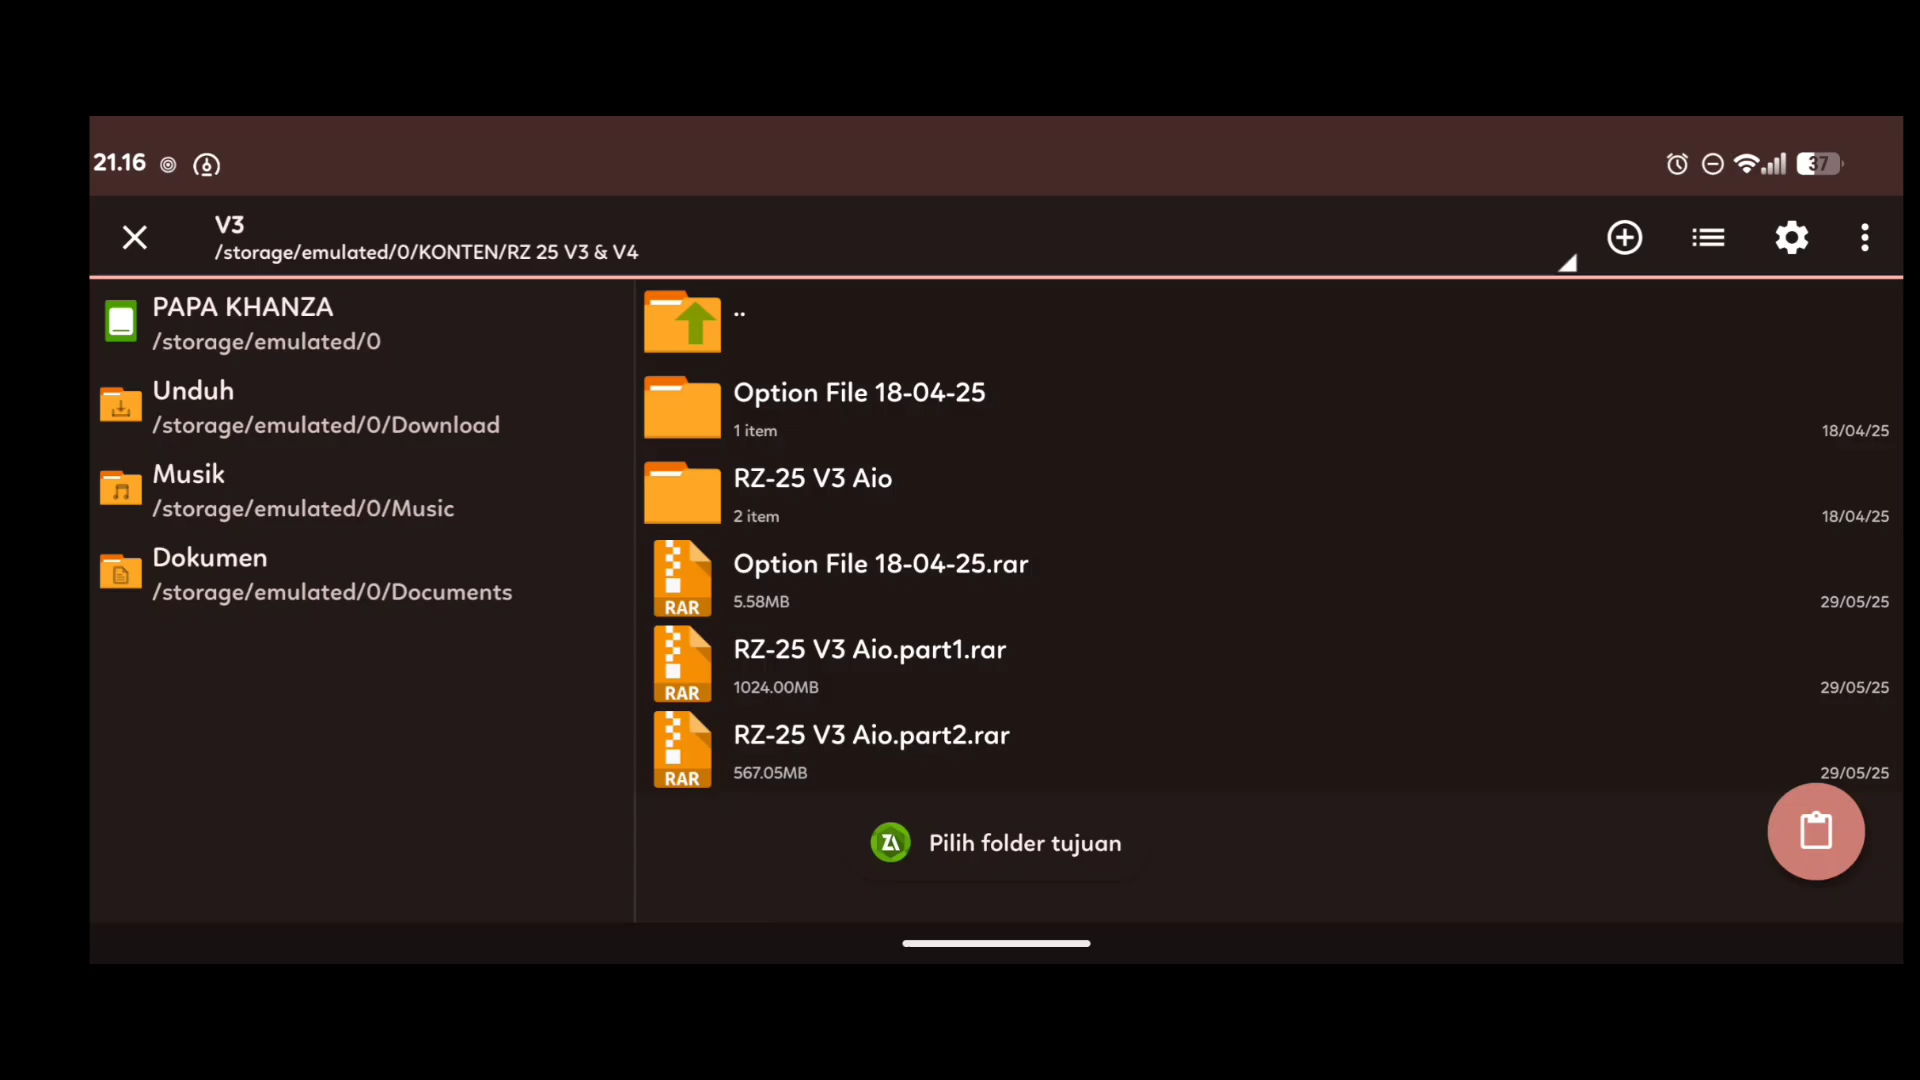 21.16
37
V3
/storage/emulated/0/KONTEN/RZ 25 V3 & V4
PAPA KHANZA
/storage/emulated/0
Unduh
/storage/emulated/0/Download
Musik
/storage/emulated/0/Music
Dokumen
/storage/emulated/0/Documents
..
Option File 18-04-25
1 item
18/04/25
RZ-25 V3 Aio
2 item
18/04/25
RAR
Option File 18-04-25.rar
5.58MB
29/05/25
RAR
RZ-25 V3 Aio.part1.rar
1024.00MB
29/05/25
RAR
RZ-25 V3 Aio.part2.rar
567.05MB
29/05/25
ZA
Pilih folder tujuan